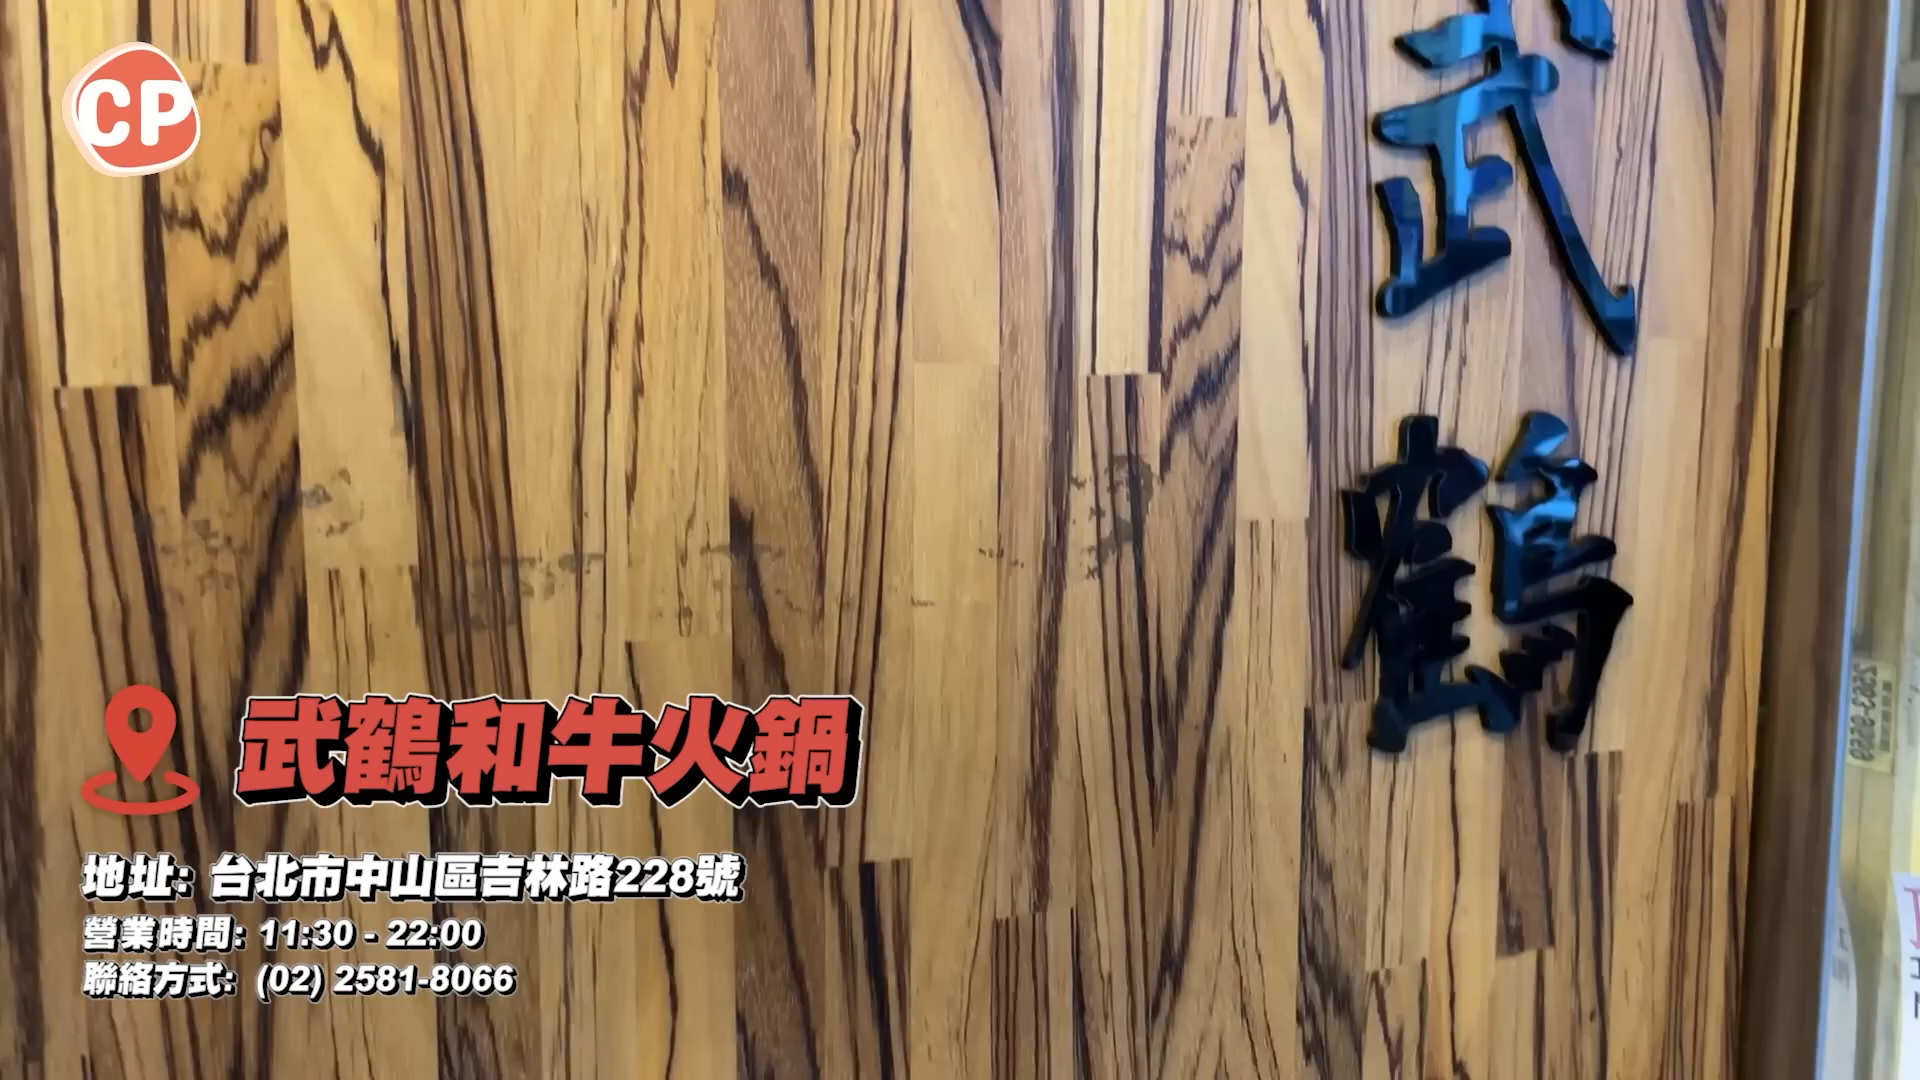 CP
武
鶴
武鶴和牛火鍋
地址: 台北市中山區吉林路228號
營業時間: 11:30 - 22:00
聯絡方式: (02) 2581-8066